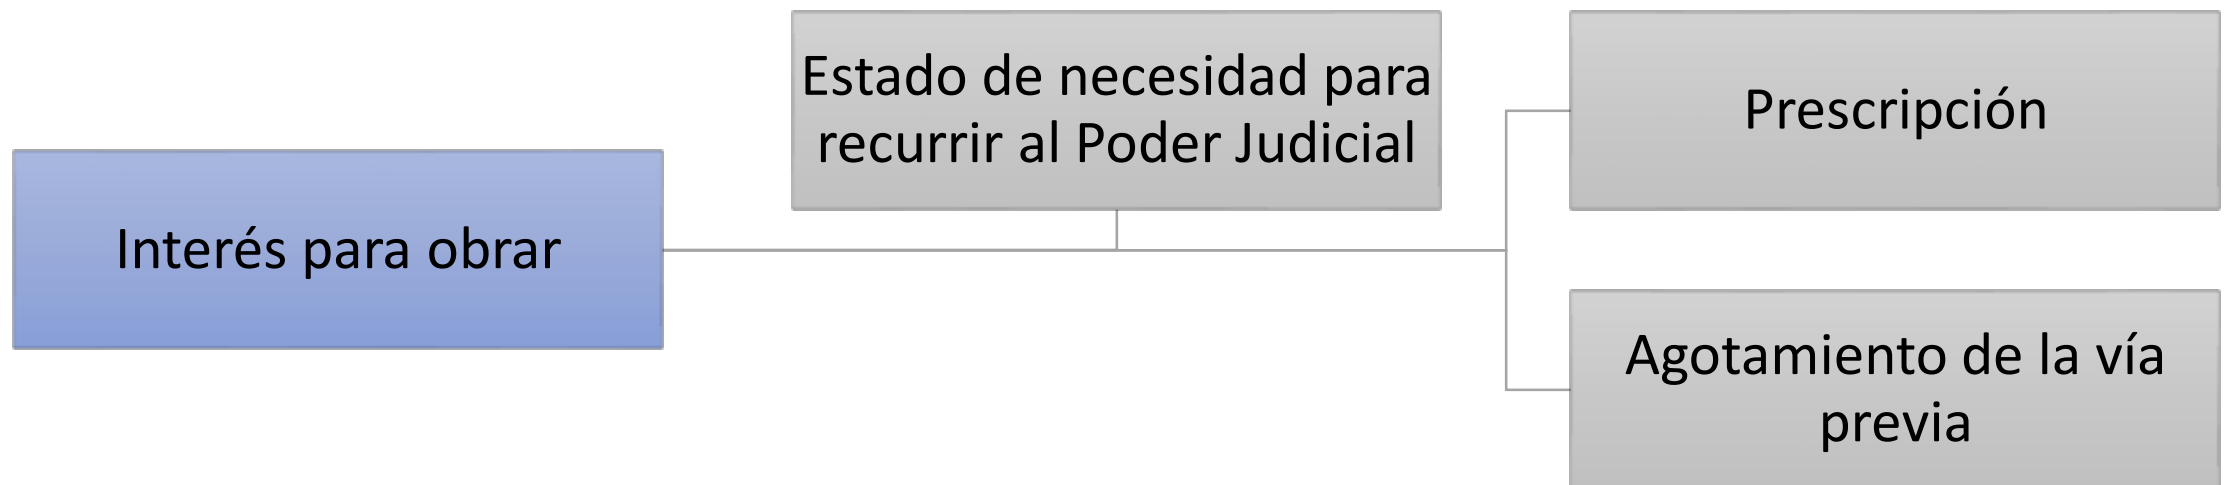 Interés para obrar
Estado de necesidad para
recurrir al Poder Judicial
Prescripción
Agotamiento de la vía
previa